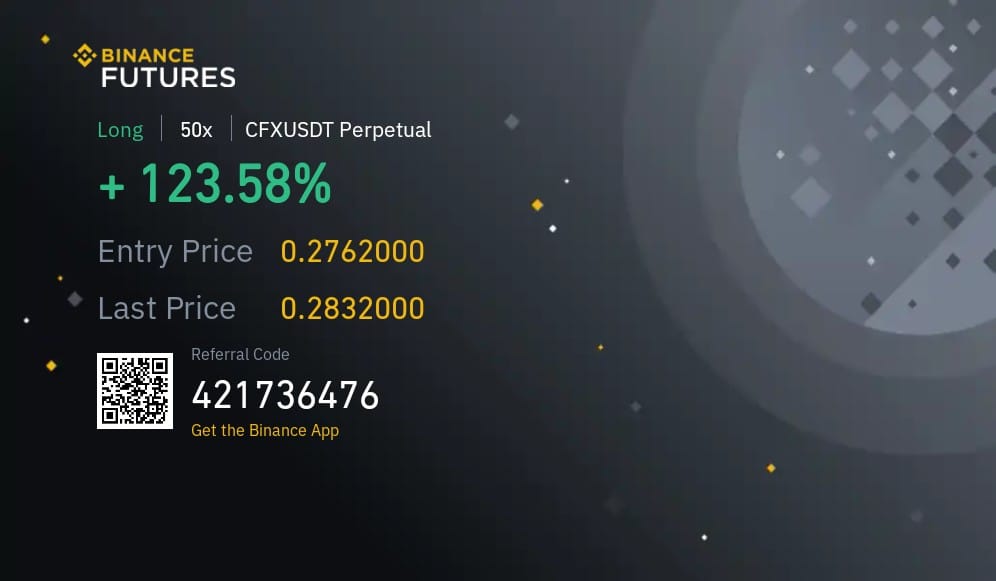 BINANCE
FUTURES
Long | 50x | CFXUSDT Perpetual
+ 123.58%
Entry Price 0.2762000
Last Price 0.2832000
Referral Code
421736476
Get the Binance App